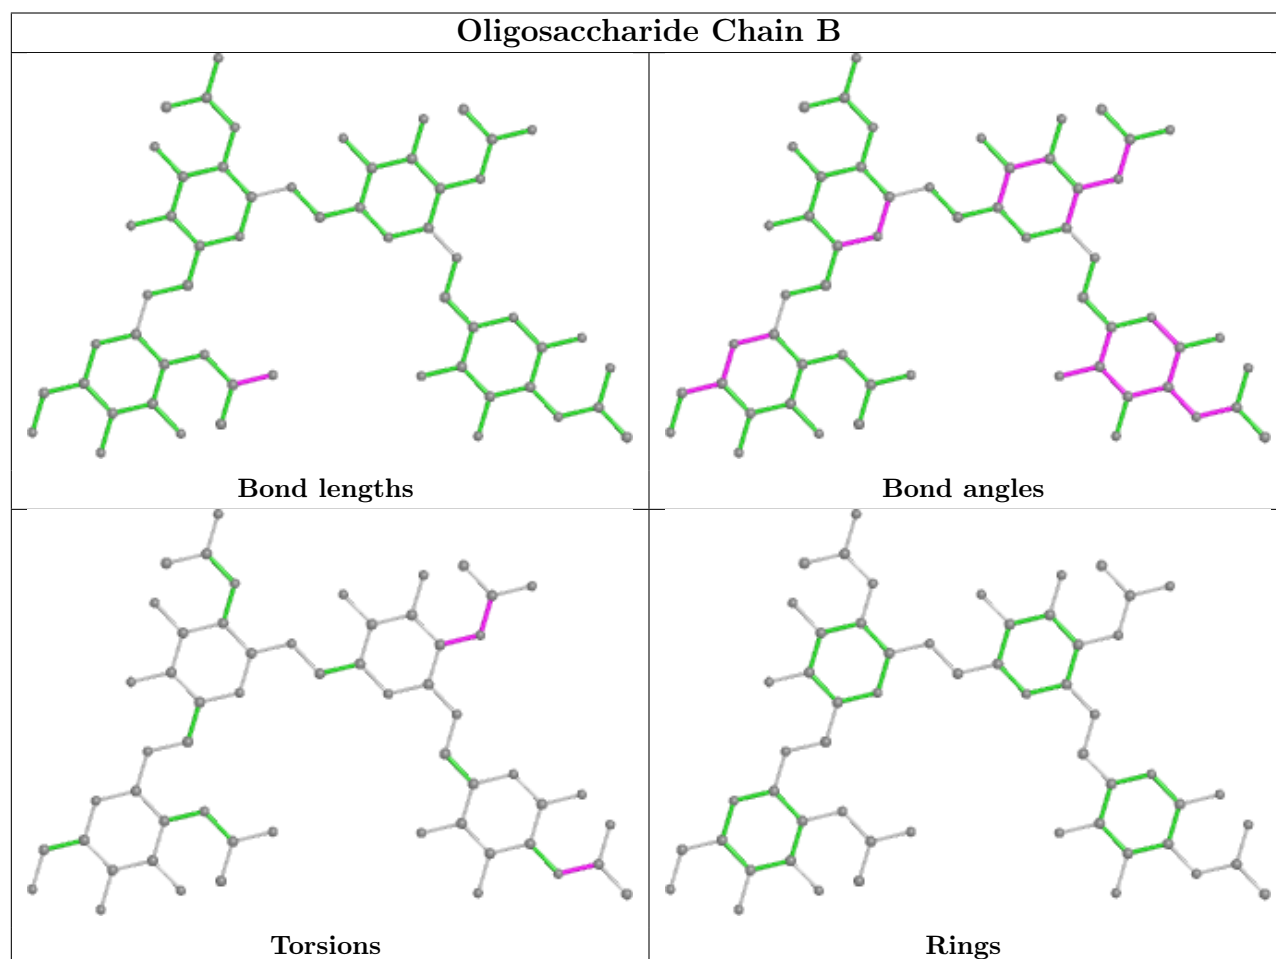 Oligosaccharide Chain B
Bond lengths
Bond angles
Torsions
Rings